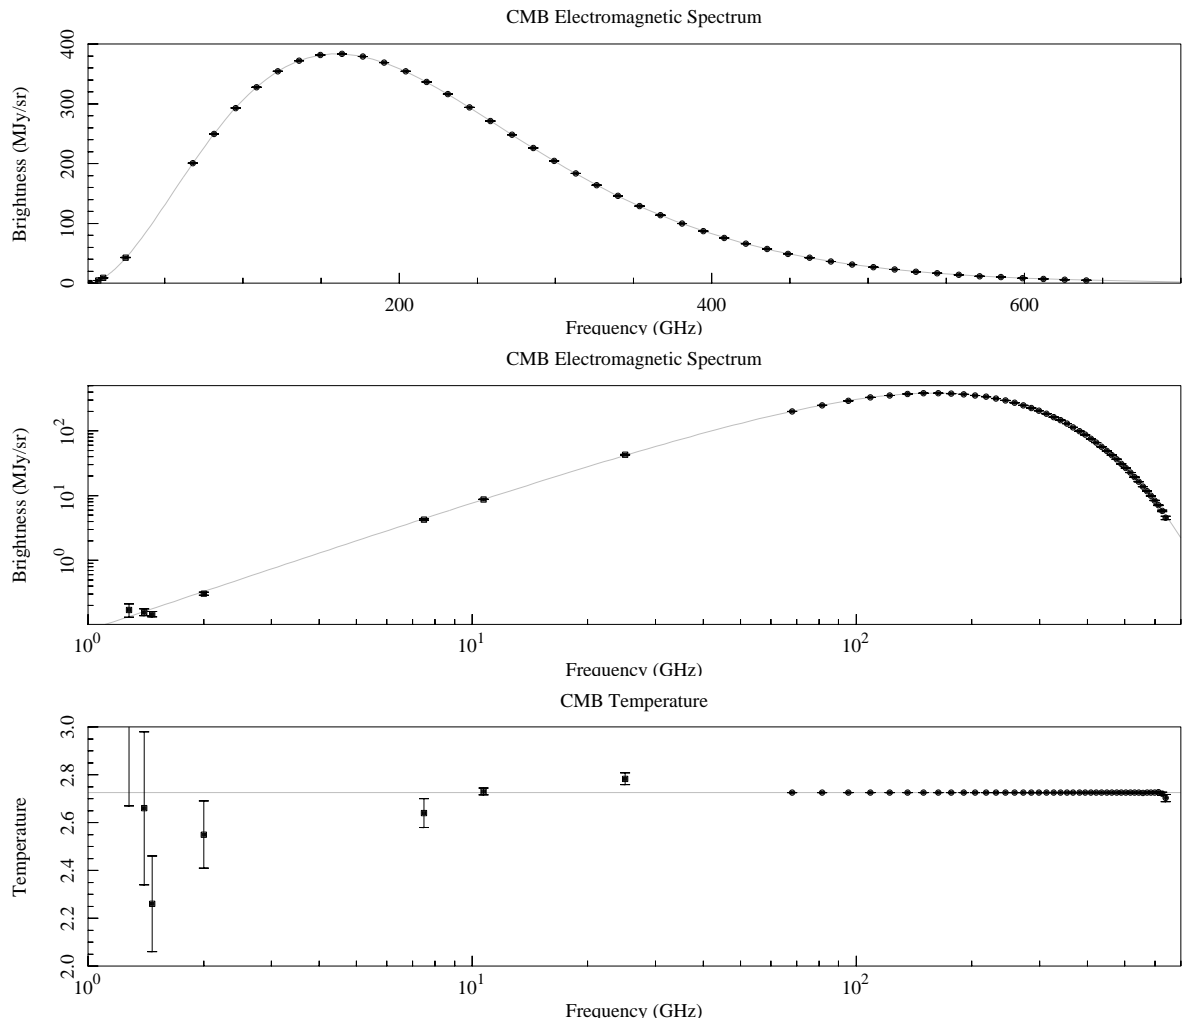 CMB Electromagnetic Spectrum
Brightness (MJy/sr)
400
300
200
100
0
200 400 600
Frequency (GHz)
CMB Electromagnetic Spectrum
Brightness (MJy/sr)
10²
10¹
10⁰
10⁰ 10¹ 10²
Frequency (GHz)
CMB Temperature
Temperature
3.0
2.8
2.6
2.4
2.2
2.0
10⁰ 10¹ 10²
Frequency (GHz)